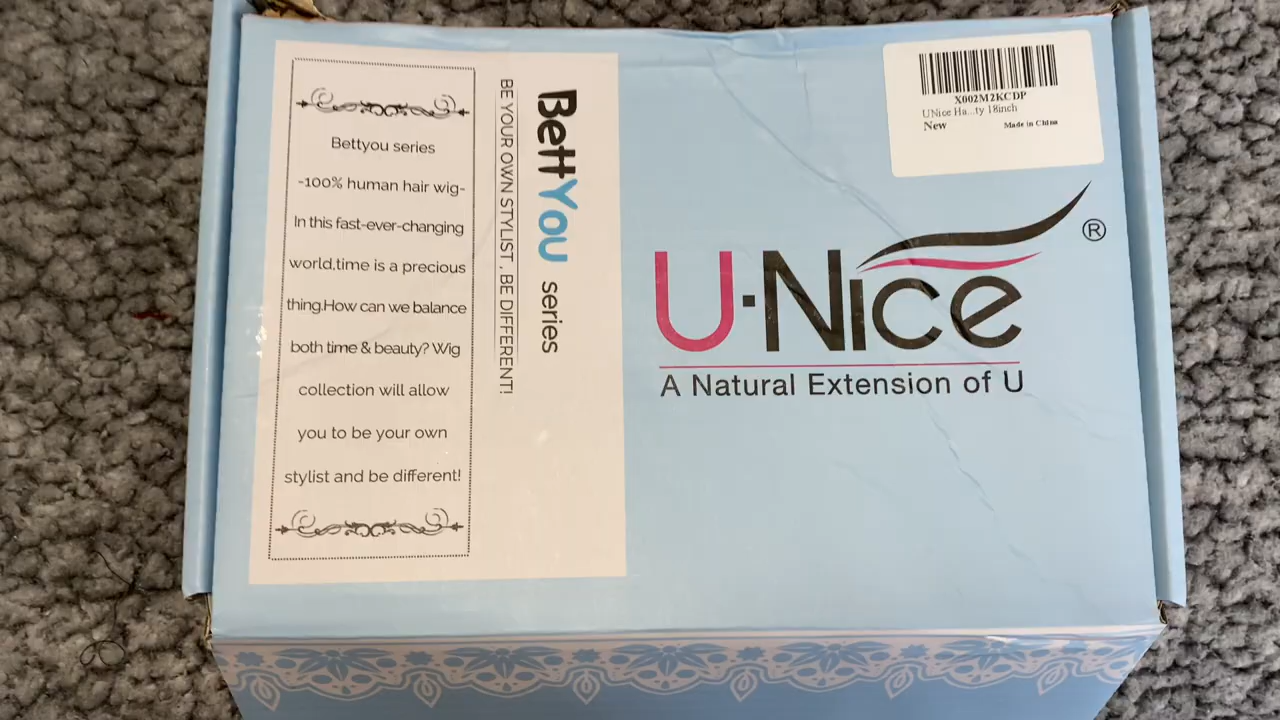 Bettyou series
-100% human hair wig-
In this fast-ever-changing
world,time is a precious
thing.How can we balance
both time & beauty? Wig
collection will allow
you to be your own
stylist and be different!
BettYou series
BE YOUR OWN STYLIST , BE DIFFERENT!
X002M2KCDP
UNice Ha...ty 18inch
New Made in China
U·Nice ®
A Natural Extension of U